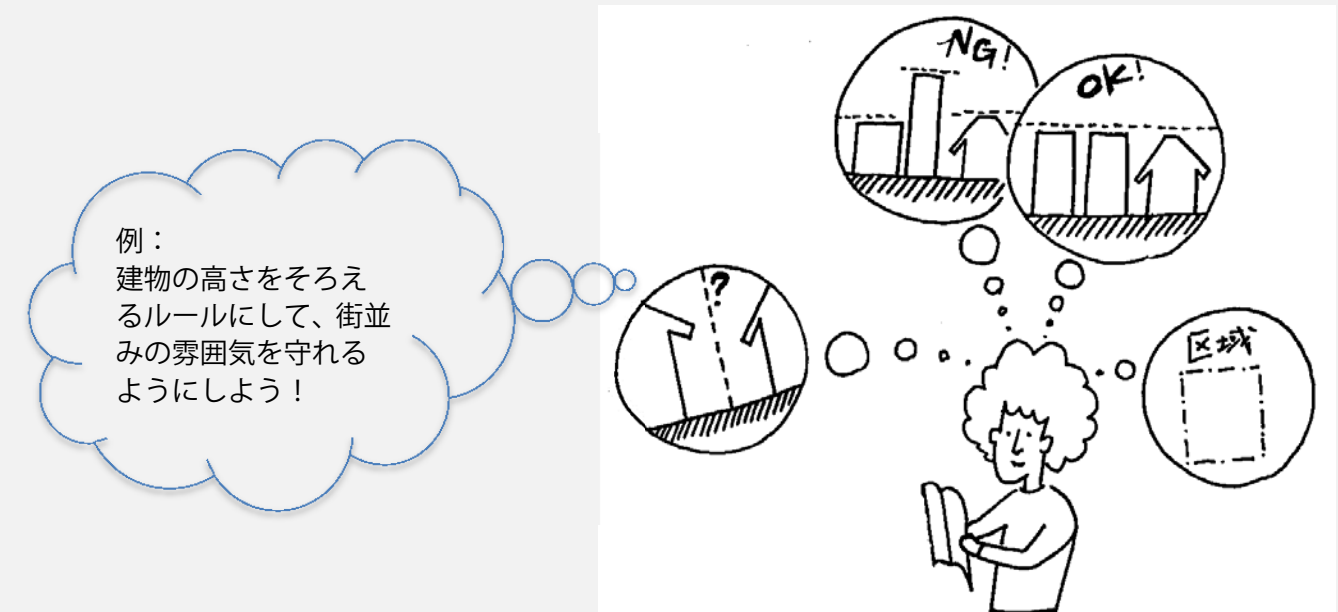 例：
建物の高さをそろえ
るルールにして、街並
みの雰囲気を守れる
ようにしよう！
NG!
OK!
?
区域